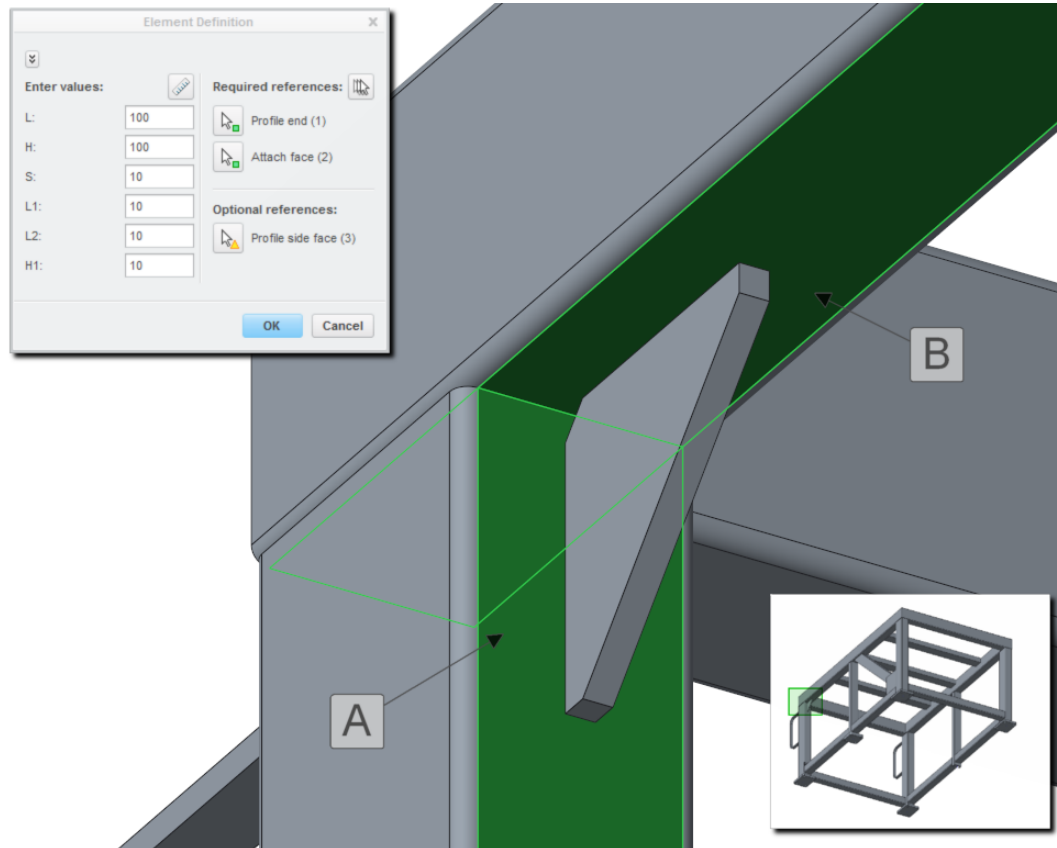 Element Definition
Enter values:
Required references:
L: 100
Profile end (1)
H: 100
Attach face (2)
S: 10
L1: 10
Optional references:
L2: 10
Profile side face (3)
H1: 10
OK Cancel
B
A